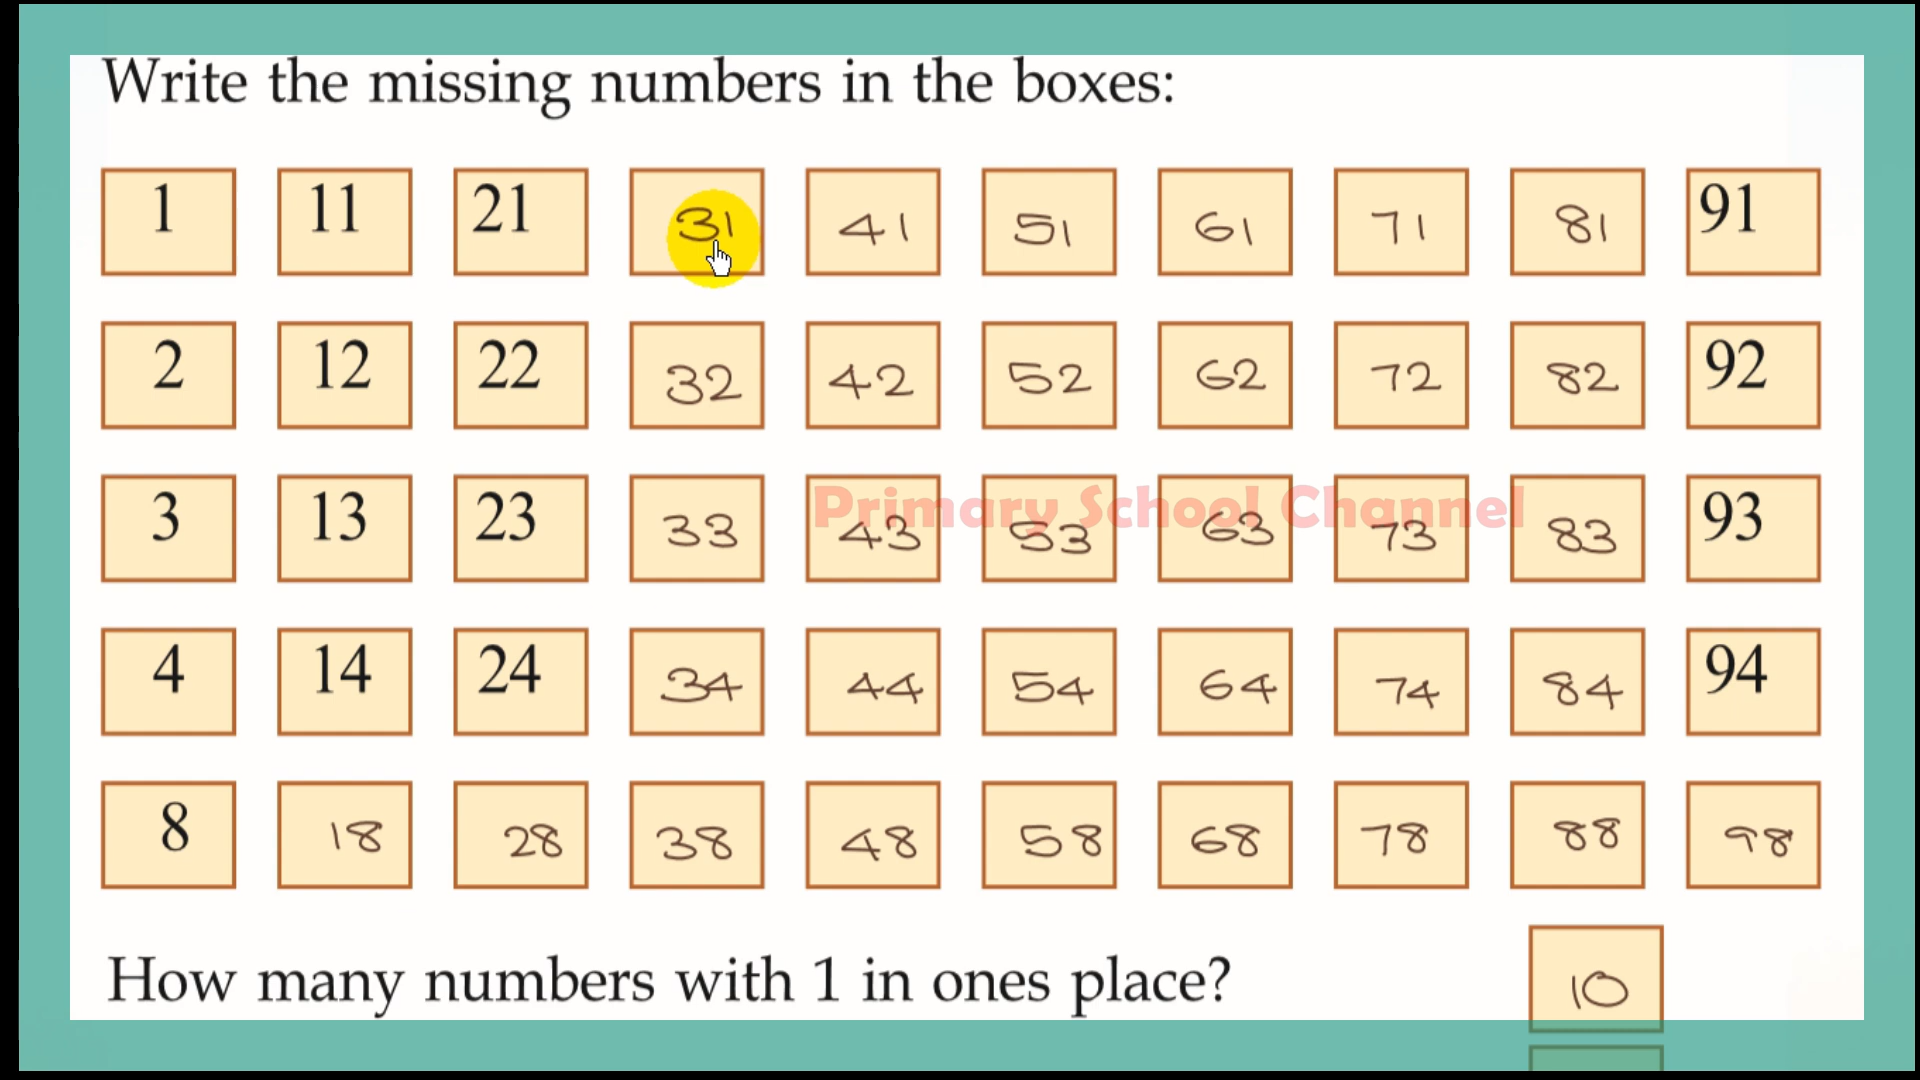 Write the missing numbers in the boxes:
1 11 21 31 41 51 61 71 81 91
2 12 22 32 42 52 62 72 82 92
Primary School Channel
3 13 23 33 43 53 63 73 83 93
4 14 24 34 44 54 64 74 84 94
8 18 28 38 48 58 68 78 88 98
How many numbers with 1 in ones place? 10